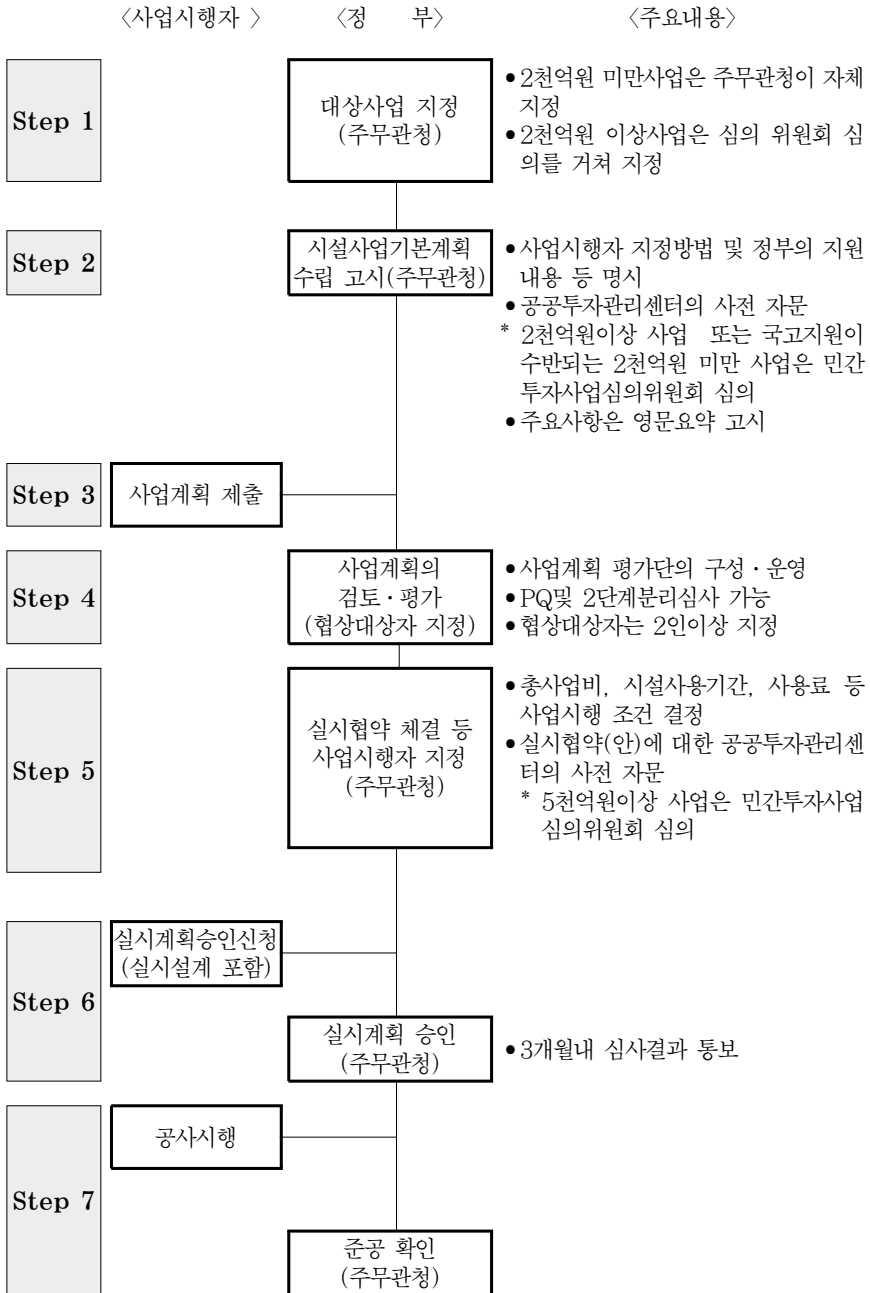 〈사업시행자 〉 〈정 부〉 〈주요내용〉
Step 1
대상사업 지정
(주무관청)
•2천억원 미만사업은 주무관청이 자체
지정
•2천억원 이상사업은 심의 위원회 심
의를 거쳐 지정
Step 2
시설사업기본계획
수립 고시(주무관청)
•사업시행자 지정방법 및 정부의 지원
내용 등 명시
•공공투자관리센터의 사전 자문
* 2천억원이상 사업 또는 국고지원이
수반되는 2천억원 미만 사업은 민간
투자사업심의위원회 심의
•주요사항은 영문요약 고시
Step 3
사업계획 제출
Step 4
사업계획의
검토·평가
(협상대상자 지정)
•사업계획 평가단의 구성·운영
•PQ및 2단계분리심사 가능
•협상대상자는 2인이상 지정
Step 5
실시협약 체결 등
사업시행자 지정
(주무관청)
•총사업비, 시설사용기간, 사용료 등
사업시행 조건 결정
•실시협약(안)에 대한 공공투자관리센
터의 사전 자문
* 5천억원이상 사업은 민간투자사업
심의위원회 심의
Step 6
실시계획승인신청
(실시설계 포함)
실시계획 승인
(주무관청)
•3개월내 심사결과 통보
Step 7
공사시행
준공 확인
(주무관청)